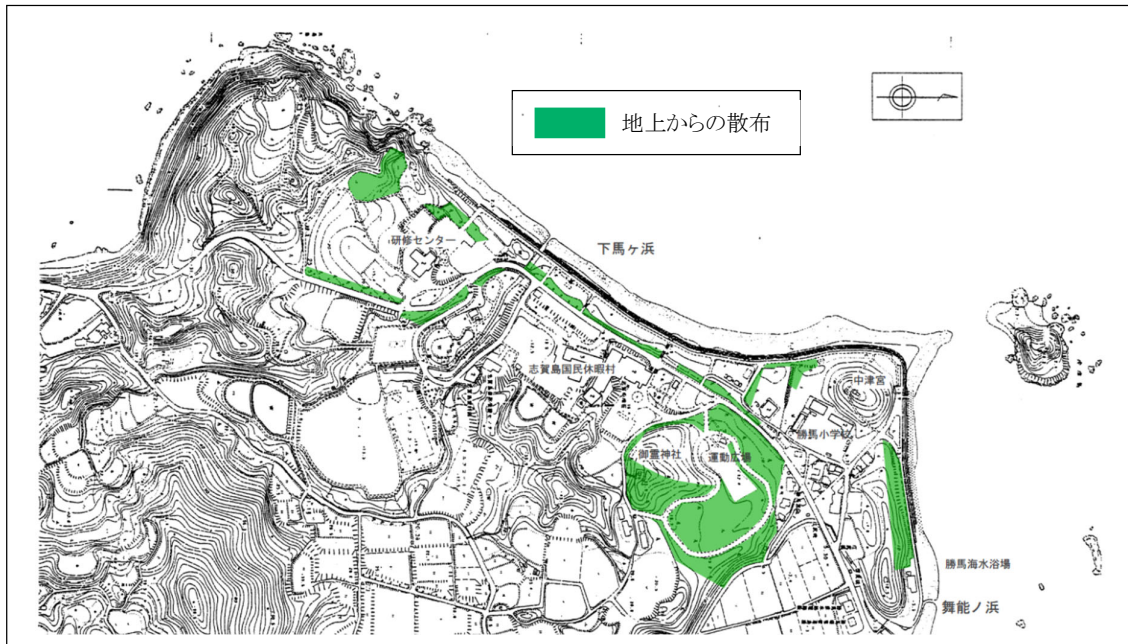 地上からの散布
下馬ヶ浜
研修センター
志賀島国民休暇村
中津宮
勝馬小学校
御霊神社
運動広場
勝馬海水浴場
舞能ノ浜